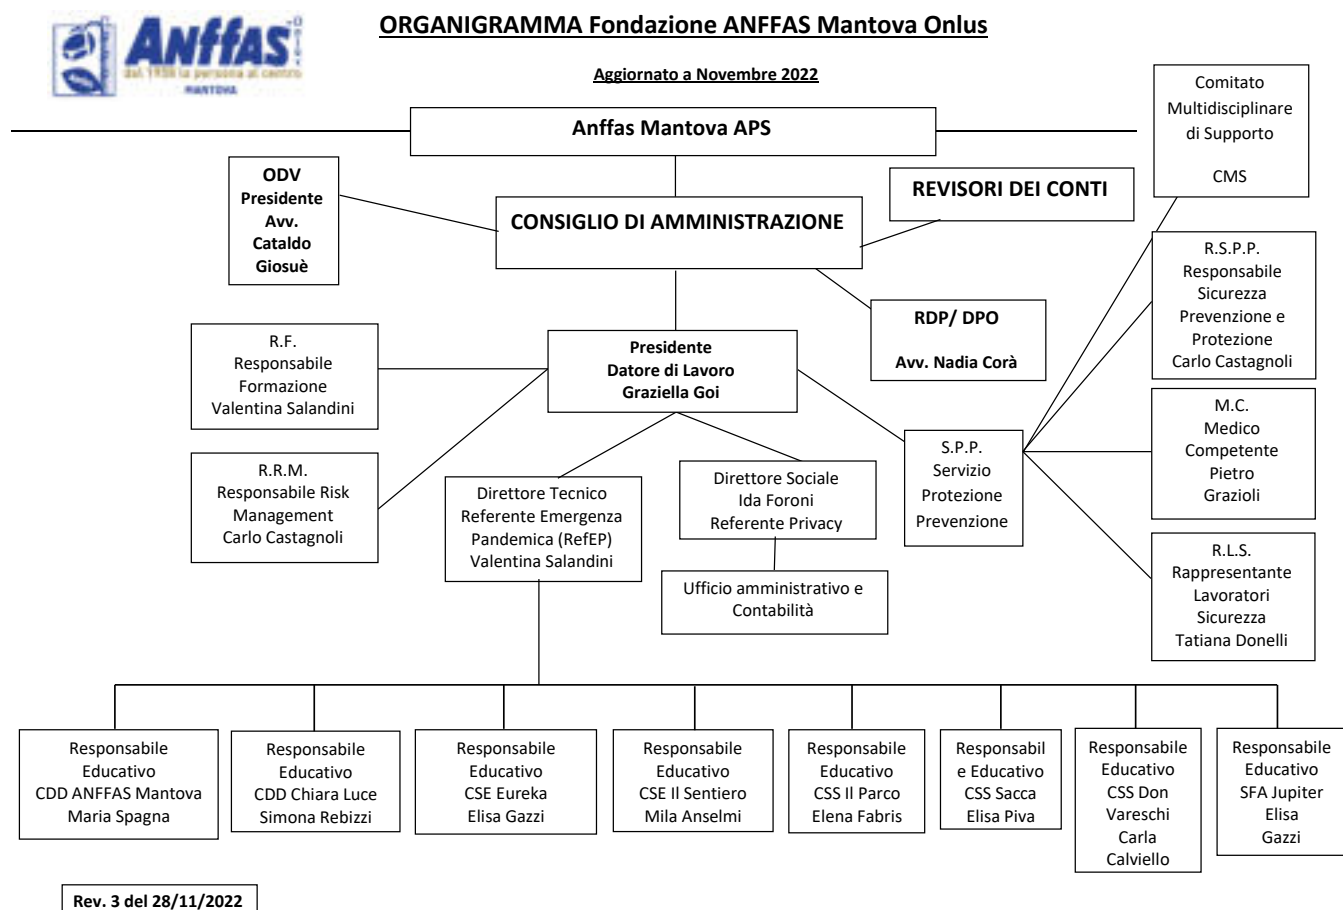 ORGANIGRAMMA Fondazione ANFFAS Mantova Onlus
Anffas
dal 1958 la persona al centro
MANTOVA
Aggiornato a Novembre 2022
Comitato
Multidisciplinare
di Supporto
CMS
Anffas Mantova APS
ODV
Presidente
Avv.
Cataldo
Giosuè
CONSIGLIO DI AMMINISTRAZIONE
REVISORI DEI CONTI
R.S.P.P.
Responsabile
Sicurezza
Prevenzione e
Protezione
Carlo Castagnoli
RDP/ DPO
Avv. Nadia Corà
R.F.
Responsabile
Formazione
Valentina Salandini
Presidente
Datore di Lavoro
Graziella Goi
M.C.
Medico
Competente
Pietro
Grazioli
S.P.P.
Servizio
Protezione
Prevenzione
R.R.M.
Responsabile Risk
Management
Carlo Castagnoli
Direttore Tecnico
Referente Emergenza
Pandemica (RefEP)
Valentina Salandini
Direttore Sociale
Ida Foroni
Referente Privacy
Ufficio amministrativo e
Contabilità
R.L.S.
Rappresentante
Lavoratori
Sicurezza
Tatiana Donelli
Responsabile
Educativo
CDD ANFFAS Mantova
Maria Spagna
Responsabile
Educativo
CDD Chiara Luce
Simona Rebizzi
Responsabile
Educativo
CSE Eureka
Elisa Gazzi
Responsabile
Educativo
CSE Il Sentiero
Mila Anselmi
Responsabile
Educativo
CSS Il Parco
Elena Fabris
Responsabil
e Educativo
CSS Sacca
Elisa Piva
Responsabile
Educativo
CSS Don
Vareschi
Carla
Calviello
Responsabile
Educativo
SFA Jupiter
Elisa
Gazzi
Rev. 3 del 28/11/2022